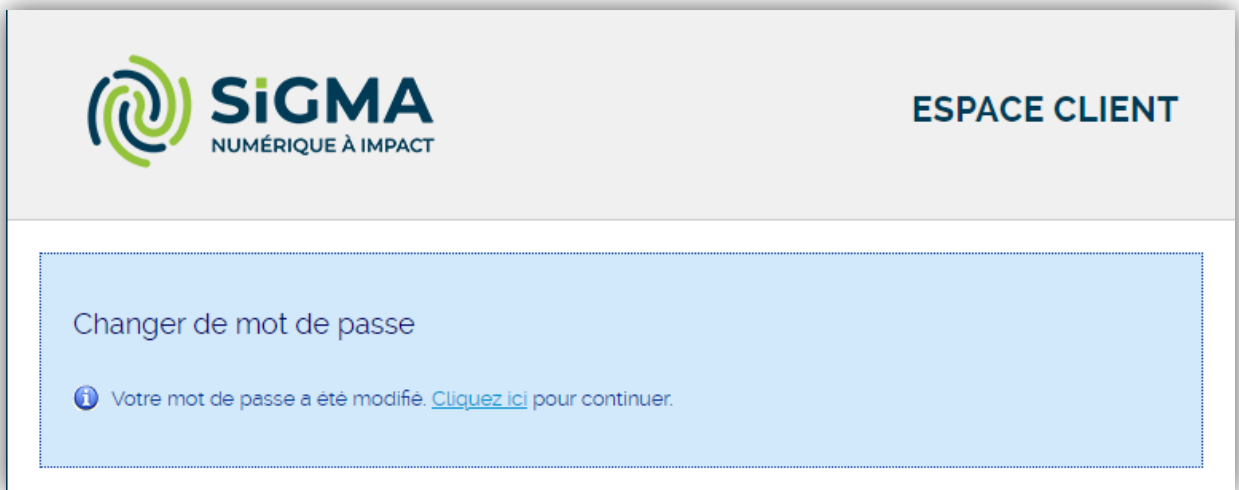 SiGMA
NUMÉRIQUE À IMPACT
ESPACE CLIENT
Changer de mot de passe
Votre mot de passe a été modifié. Cliquez ici pour continuer.